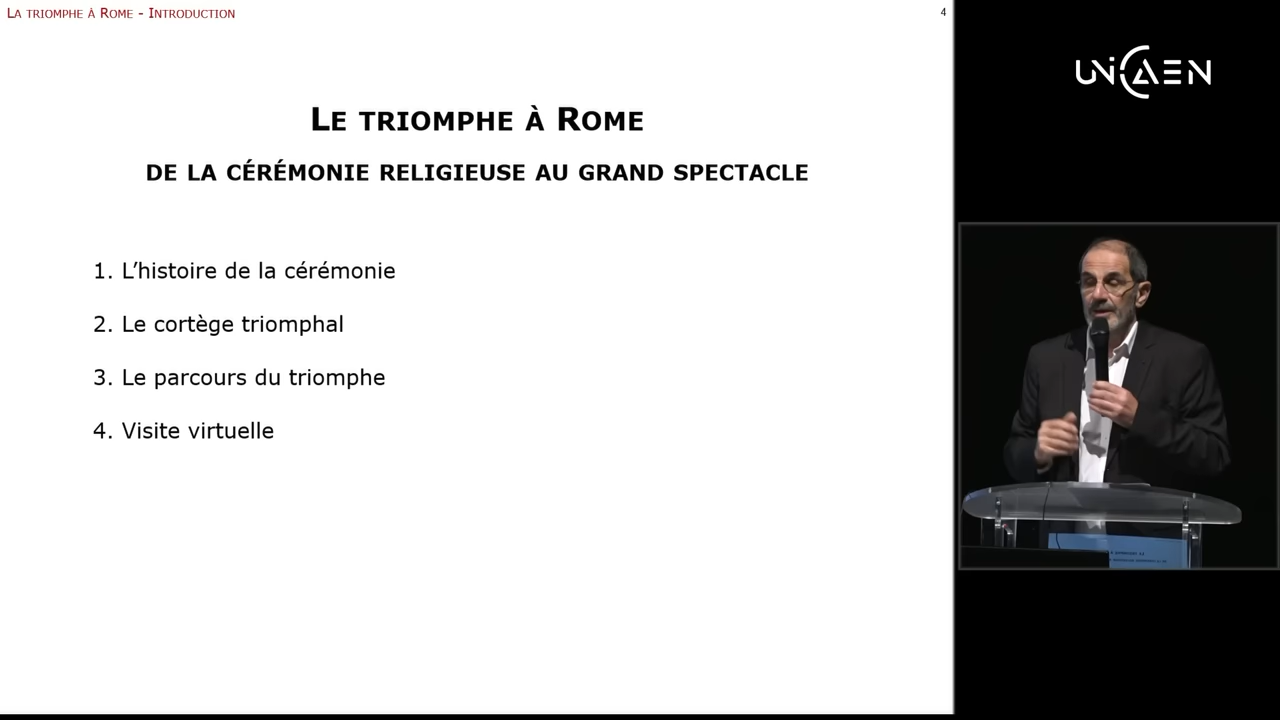 La triomphe à Rome - Introduction
4
Le triomphe à Rome
de la cérémonie religieuse au grand spectacle
1. L’histoire de la cérémonie
2. Le cortège triomphal
3. Le parcours du triomphe
4. Visite virtuelle
UNICAEN